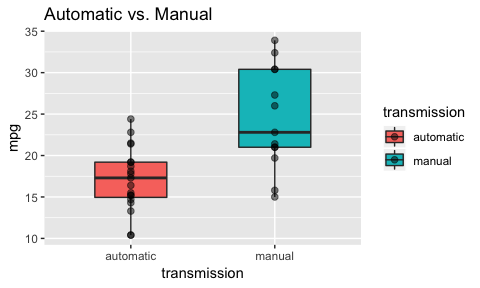 Automatic vs. Manual
35
30
25
20
15
10
mpg
automatic
manual
transmission
transmission
automatic
manual